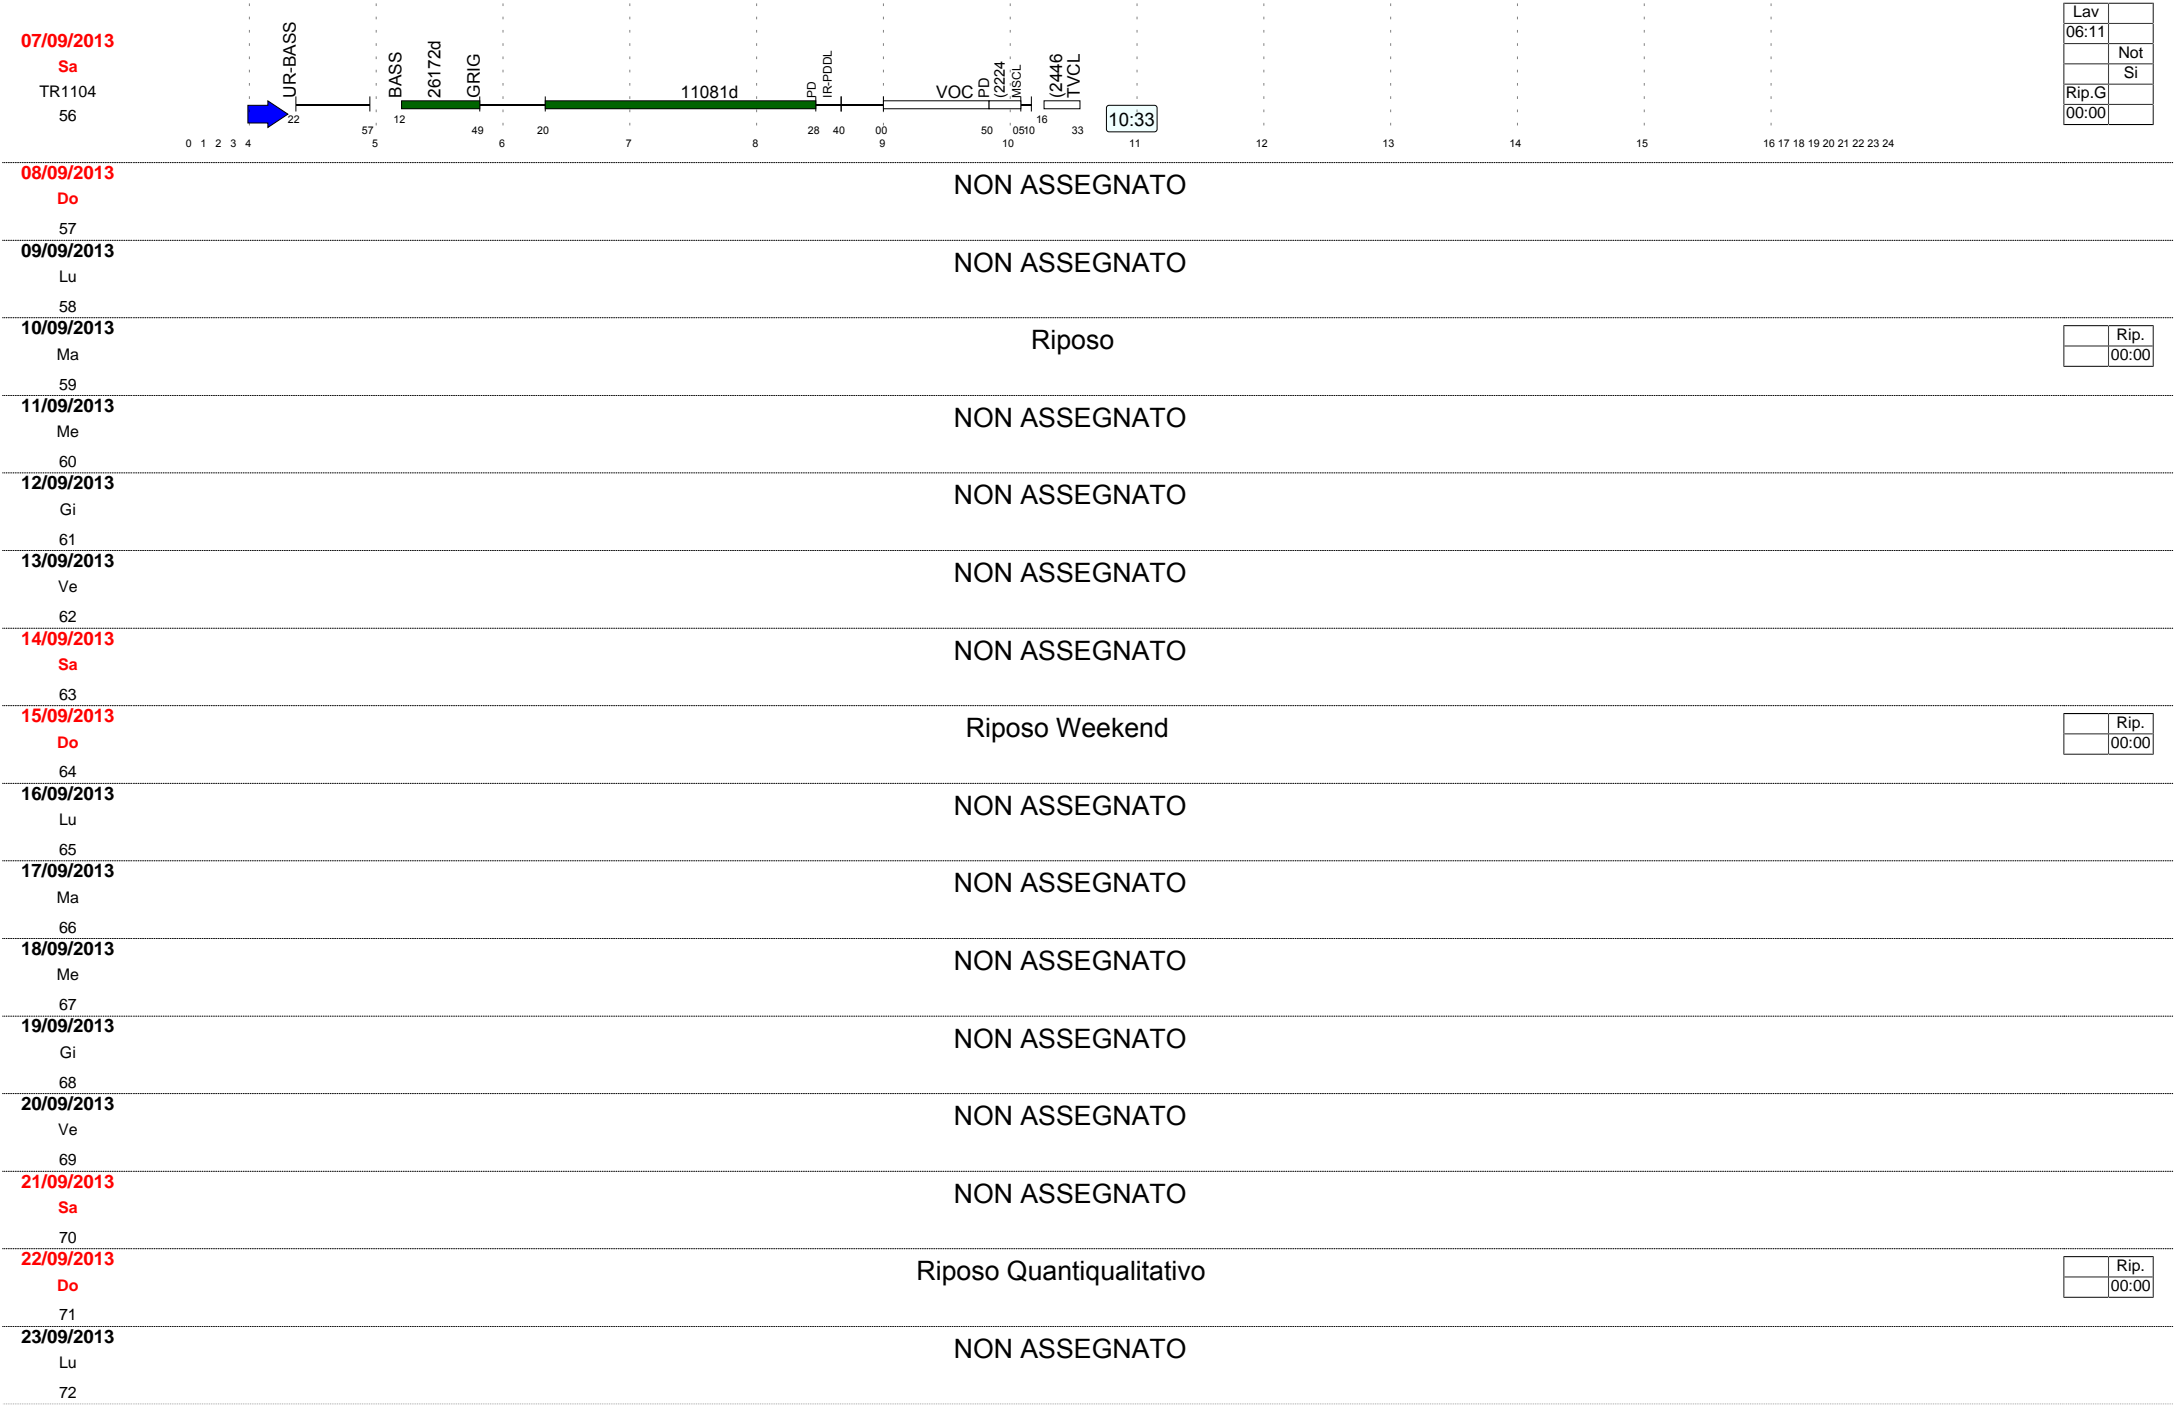 07/09/2013
Sa
TR1104
56
UR-BASS
BASS
26172d
GRIG
11081d
PD
IR-PDDL
VOC
PD
(2224
MSCL
(2446
TVCL
22
57
12
49
20
28
40
00
50
0510
16
33
10:33
0 1 2 3 4 5 6 7 8 9 10 11 12 13 14 15 16 17 18 19 20 21 22 23 24
Lav
06:11
Not
Si
Rip.G
00:00
08/09/2013
Do
57
NON ASSEGNATO
09/09/2013
Lu
58
NON ASSEGNATO
10/09/2013
Ma
59
Riposo
Rip.
00:00
11/09/2013
Me
60
NON ASSEGNATO
12/09/2013
Gi
61
NON ASSEGNATO
13/09/2013
Ve
62
NON ASSEGNATO
14/09/2013
Sa
63
NON ASSEGNATO
15/09/2013
Do
64
Riposo Weekend
Rip.
00:00
16/09/2013
Lu
65
NON ASSEGNATO
17/09/2013
Ma
66
NON ASSEGNATO
18/09/2013
Me
67
NON ASSEGNATO
19/09/2013
Gi
68
NON ASSEGNATO
20/09/2013
Ve
69
NON ASSEGNATO
21/09/2013
Sa
70
NON ASSEGNATO
22/09/2013
Do
71
Riposo Quantiqualitativo
Rip.
00:00
23/09/2013
Lu
72
NON ASSEGNATO